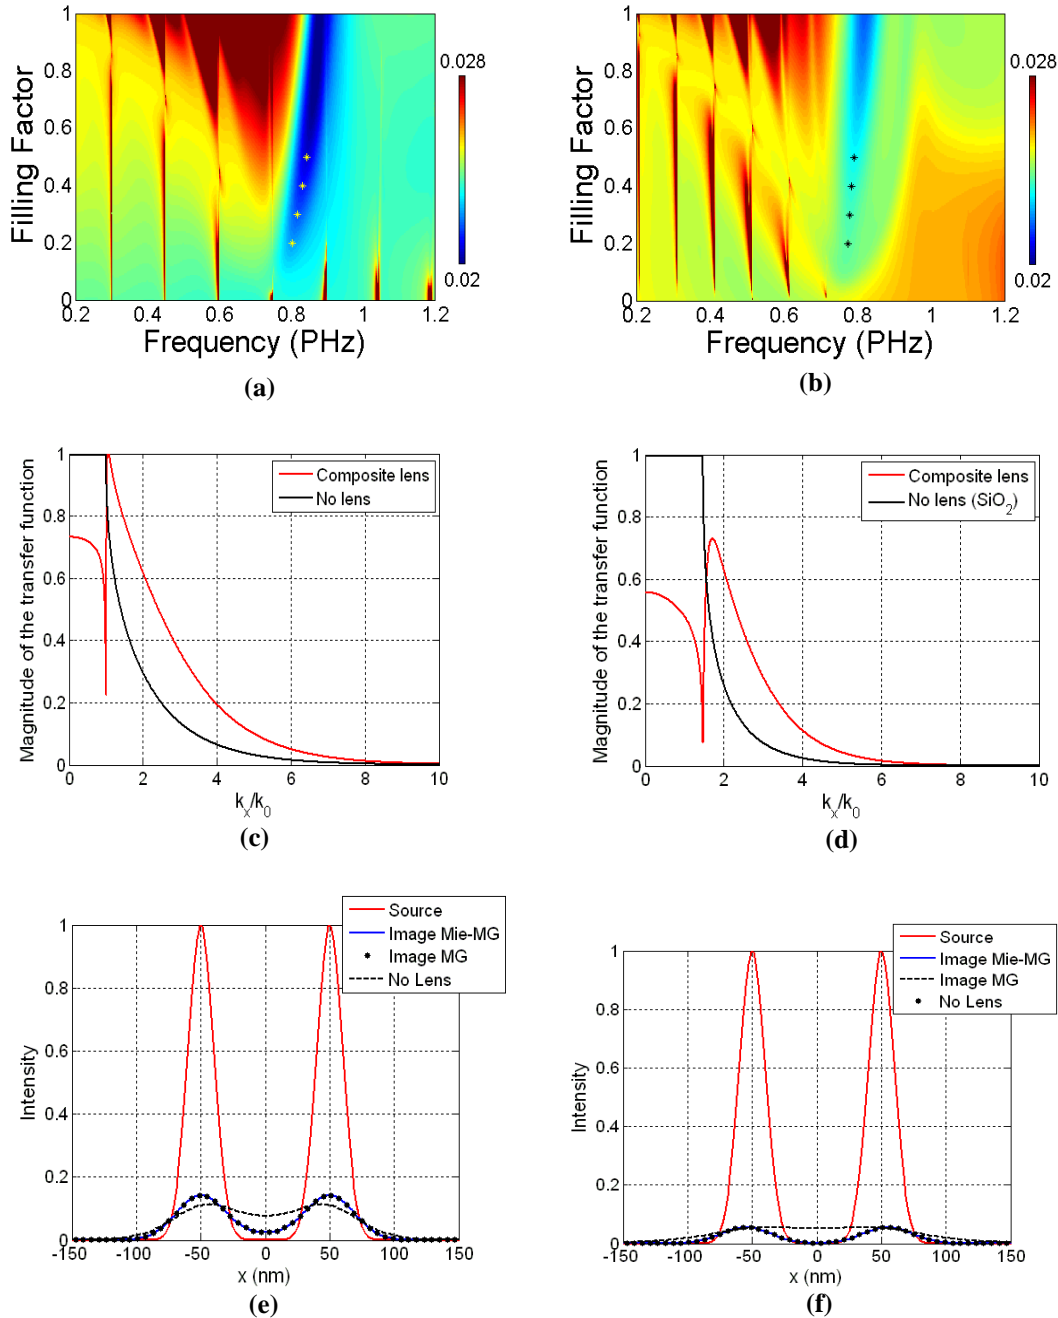 1
0.8
0.6
0.4
0.2
0
Filling Factor
0.2
0.4
0.6
0.8
1
1.2
Frequency (PHz)
0.028
0.02
(a)
1
0.8
0.6
0.4
0.2
0
Filling Factor
0.2
0.4
0.6
0.8
1
1.2
Frequency (PHz)
0.028
0.02
(b)
1
0.8
0.6
0.4
0.2
0
Magnitude of the transfer function
Composite lens
No lens
0
2
4
6
8
10
k_x/k_0
(c)
1
0.8
0.6
0.4
0.2
0
Magnitude of the transfer function
Composite lens
No lens (SiO_2)
0
2
4
6
8
10
k_x/k_0
(d)
Source
Image Mie-MG
Image MG
No Lens
1
0.8
0.6
0.4
0.2
0
Intensity
-150
-100
-50
0
50
100
150
x (nm)
(e)
Source
Image Mie-MG
Image MG
No Lens
1
0.8
0.6
0.4
0.2
0
Intensity
-150
-100
-50
0
50
100
150
x (nm)
(f)